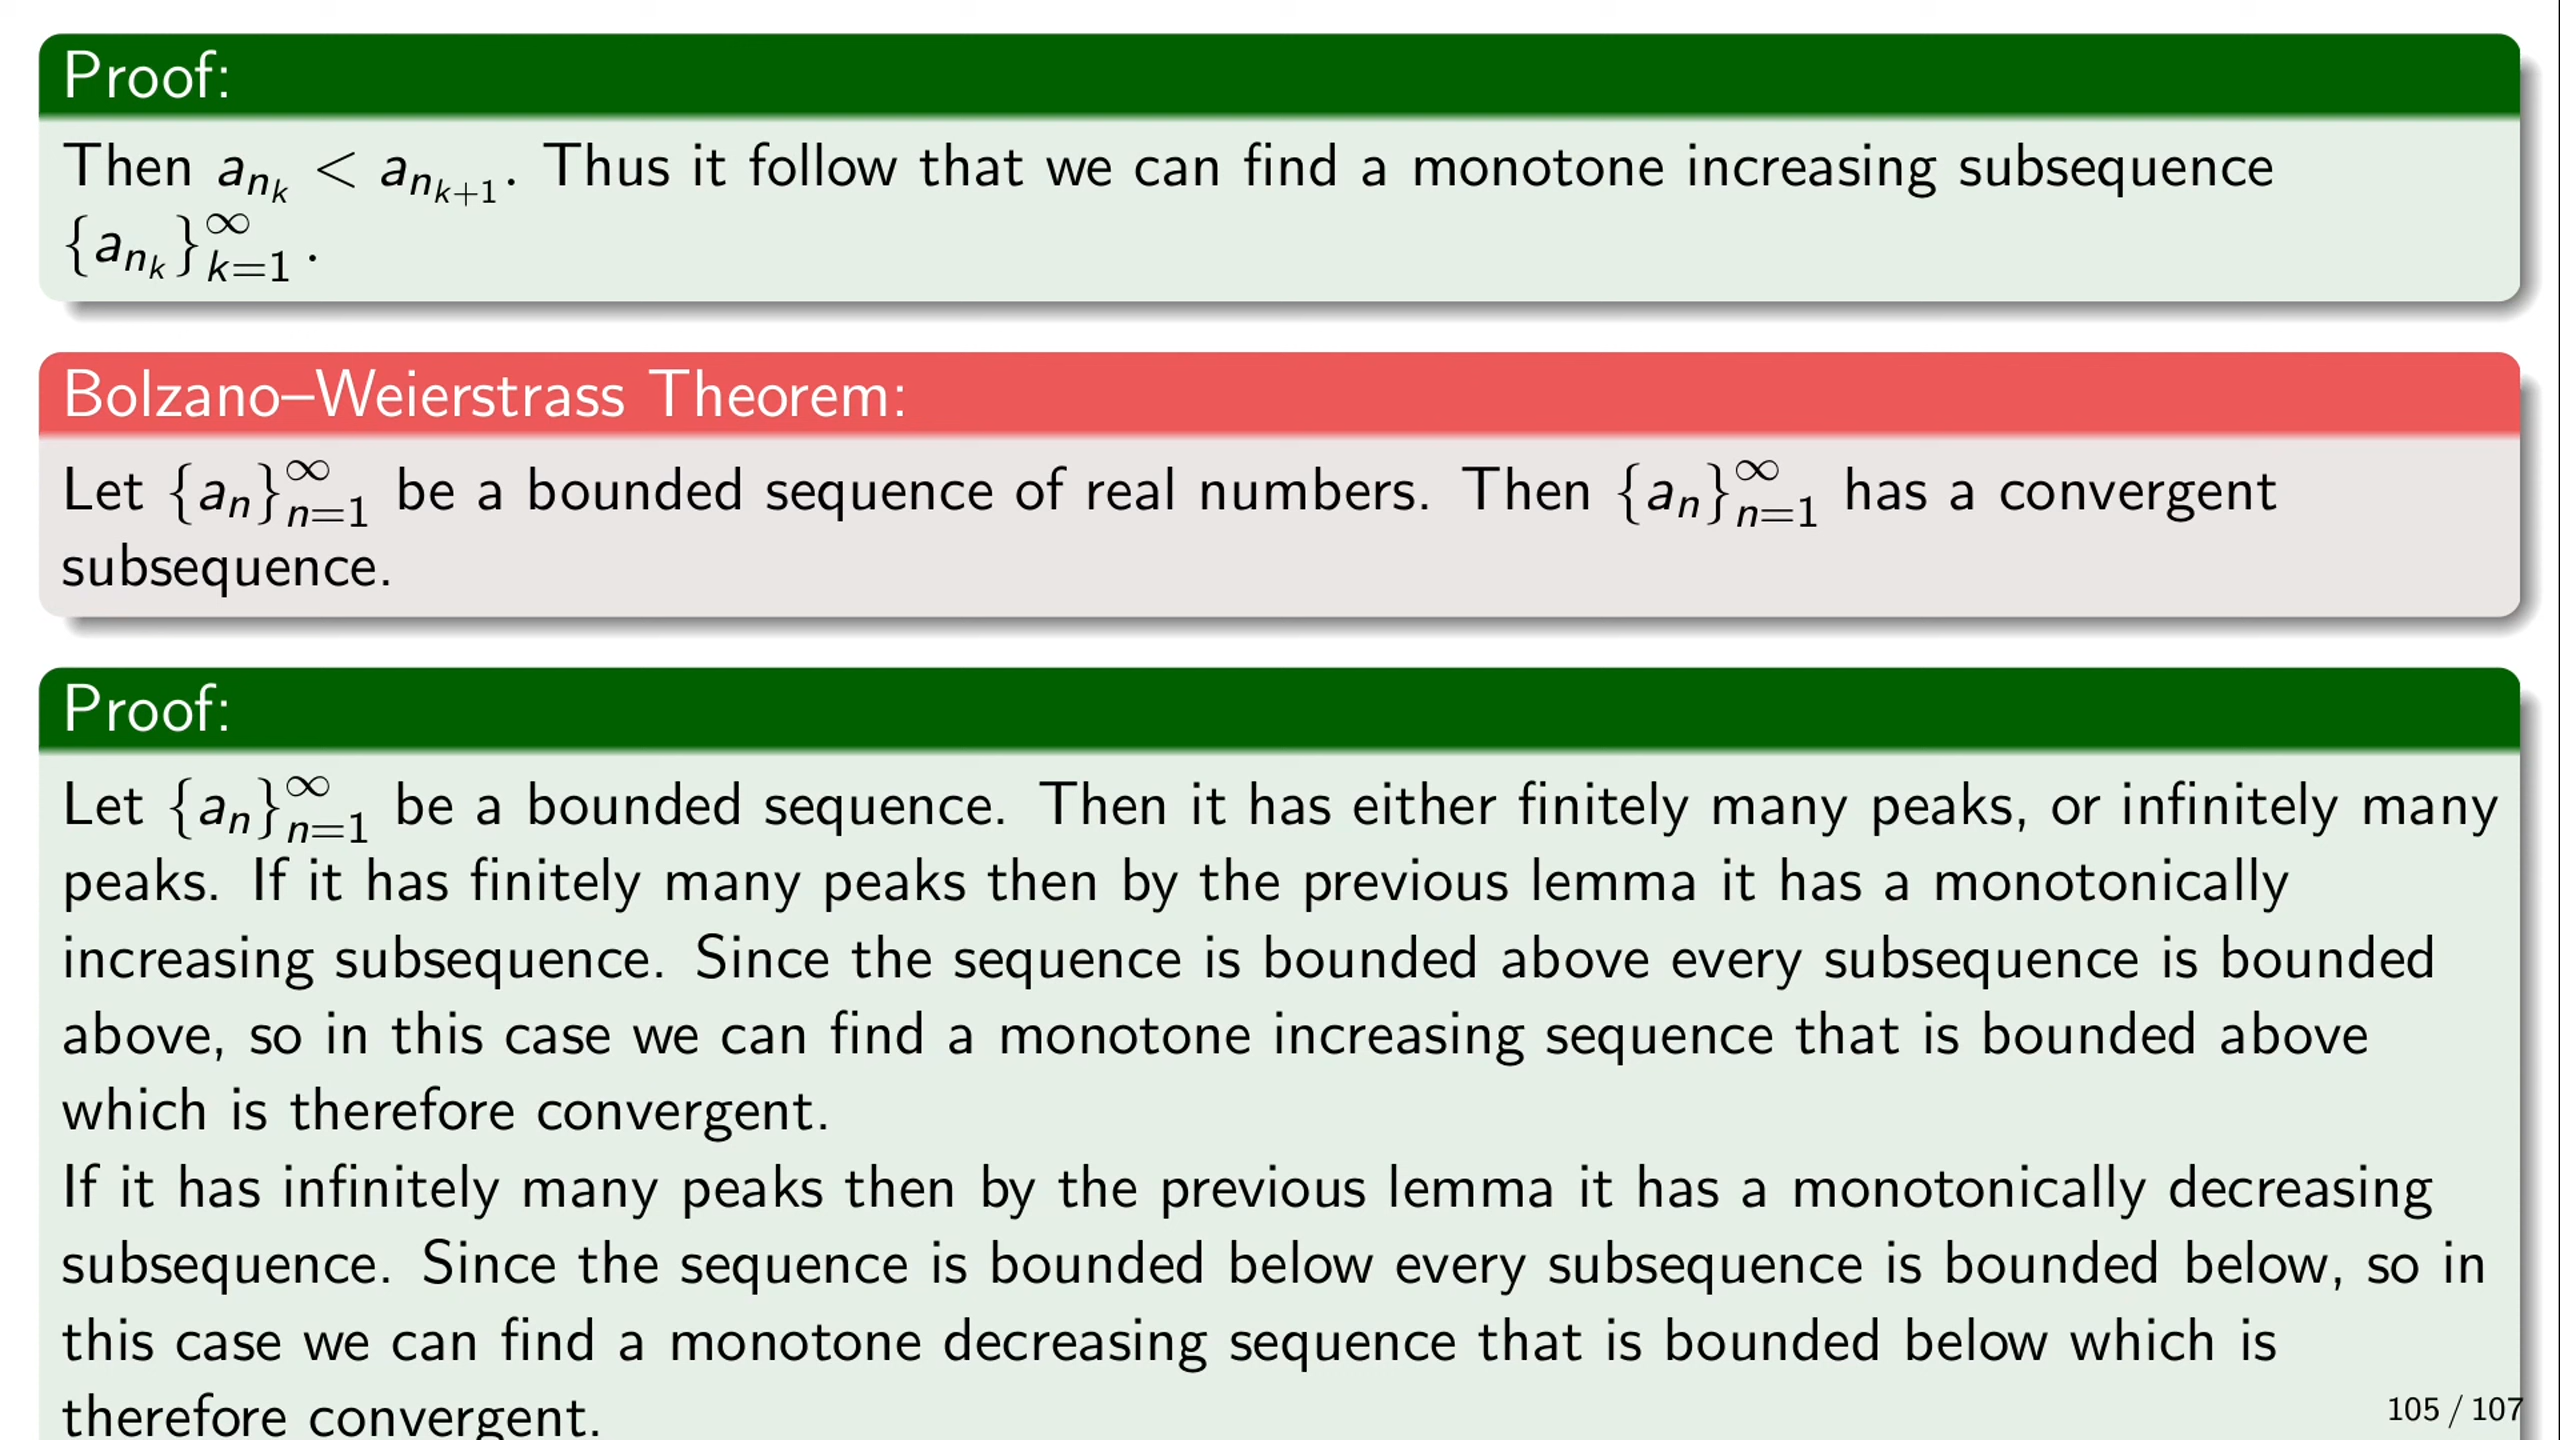 Proof:
Then $a_{n_k} < a_{n_{k+1}}$. Thus it follow that we can find a monotone increasing subsequence
$\{a_{n_k}\}_{k=1}^{\infty}$.
Bolzano–Weierstrass Theorem:
Let $\{a_n\}_{n=1}^{\infty}$ be a bounded sequence of real numbers. Then $\{a_n\}_{n=1}^{\infty}$ has a convergent
subsequence.
Proof:
Let $\{a_n\}_{n=1}^{\infty}$ be a bounded sequence. Then it has either finitely many peaks, or infinitely many
peaks. If it has finitely many peaks then by the previous lemma it has a monotonically
increasing subsequence. Since the sequence is bounded above every subsequence is bounded
above, so in this case we can find a monotone increasing sequence that is bounded above
which is therefore convergent.
If it has infinitely many peaks then by the previous lemma it has a monotonically decreasing
subsequence. Since the sequence is bounded below every subsequence is bounded below, so in
this case we can find a monotone decreasing sequence that is bounded below which is
therefore convergent.
105 / 107